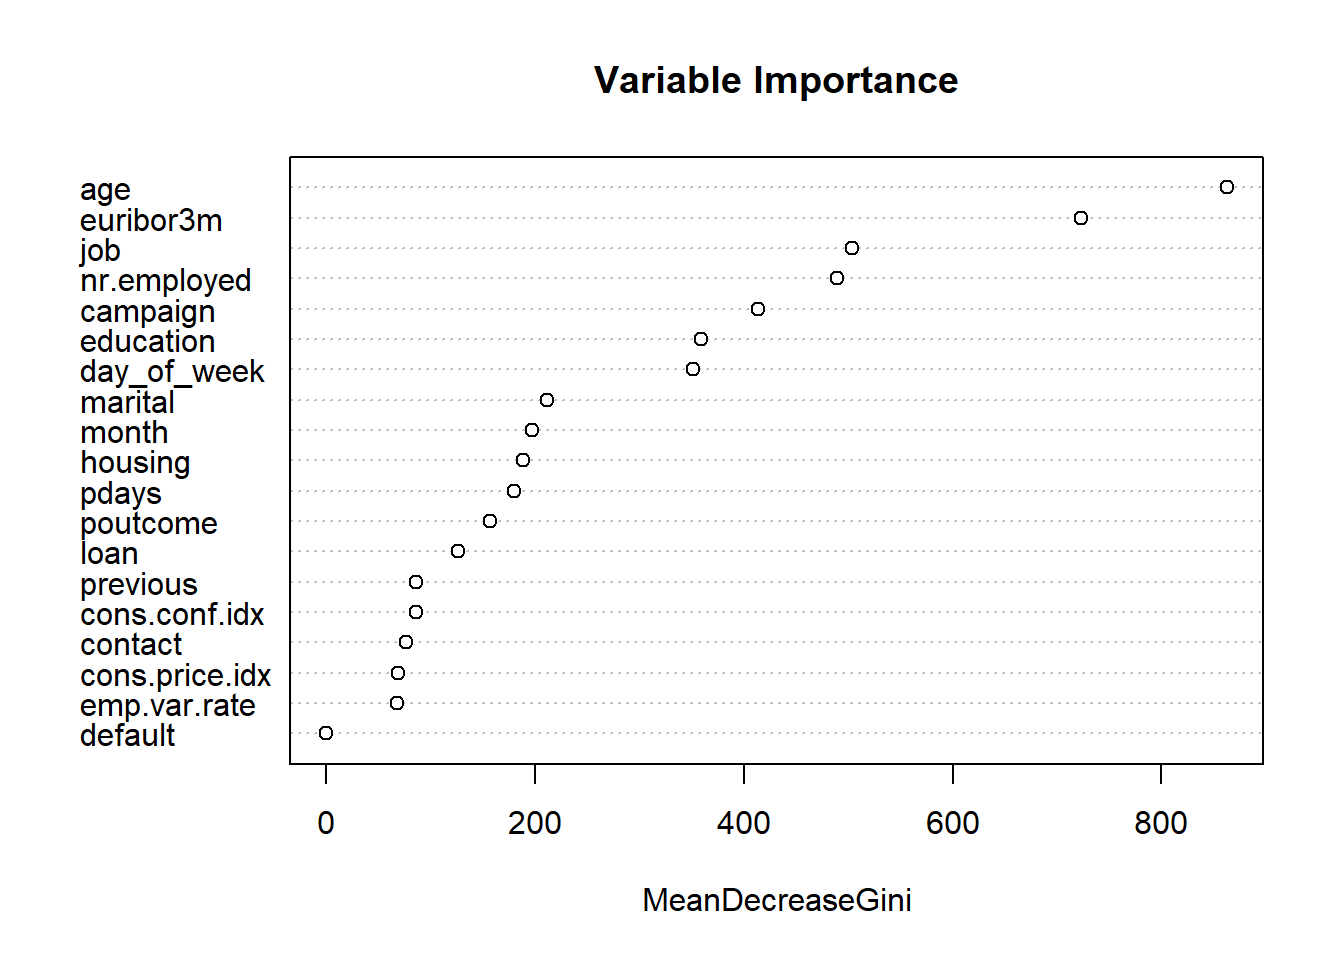 Variable Importance
age
euribor3m
job
nr.employed
campaign
education
day_of_week
marital
month
housing
pdays
poutcome
loan
previous
cons.conf.idx
contact
cons.price.idx
emp.var.rate
default
0 200 400 600 800
MeanDecreaseGini